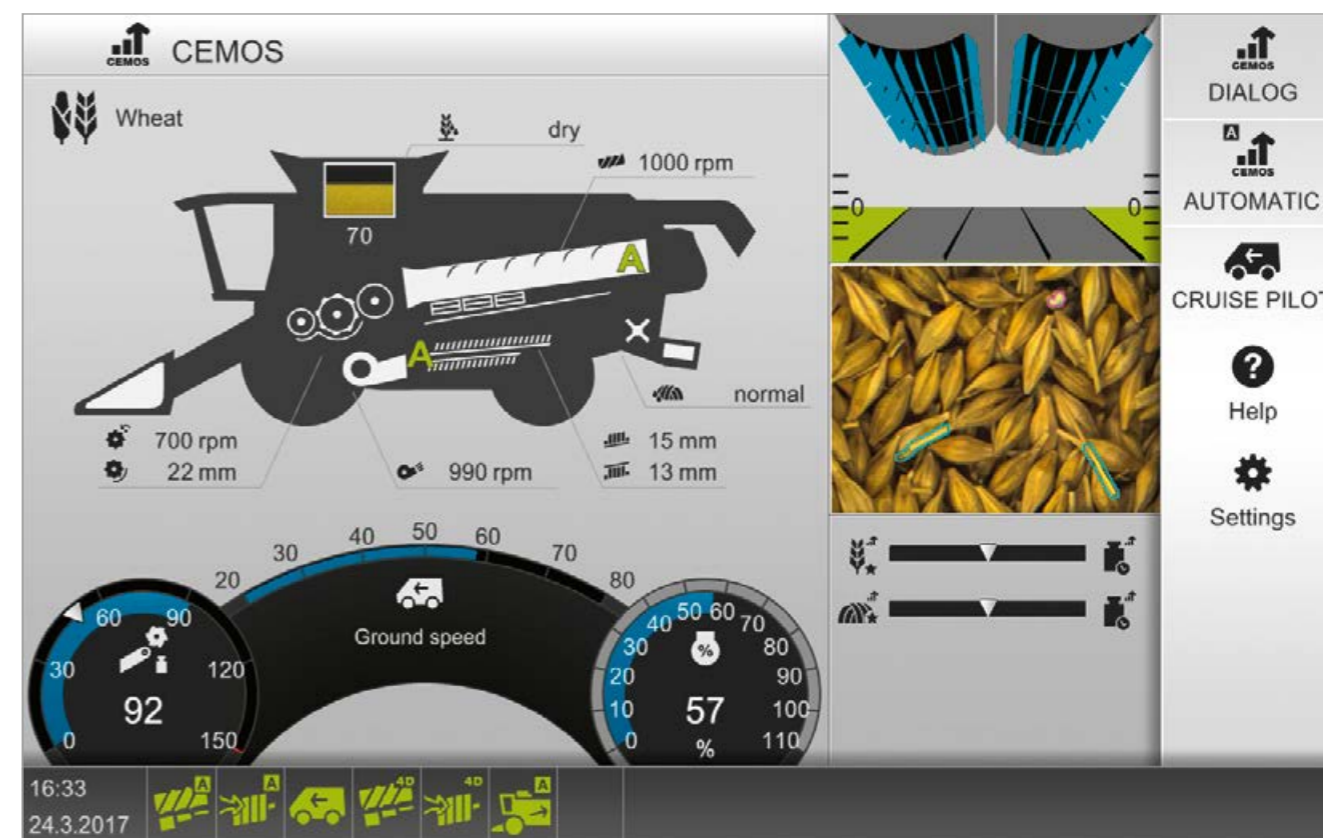 CEMOS
CEMOS
Wheat
dry
1000 rpm
70
A
A
normal
700 rpm
22 mm
990 rpm
15 mm
13 mm
20
30
40
50
60
70
80
Ground speed
0
30
60
90
120
150
92
0
10
20
30
40
50
60
70
80
90
100
110
%
57
%
0
0
CEMOS
DIALOG
A
CEMOS
AUTOMATIC
CRUISE PILOT
?
Help
Settings
16:33
24.3.2017
A
A
4D
4D
A